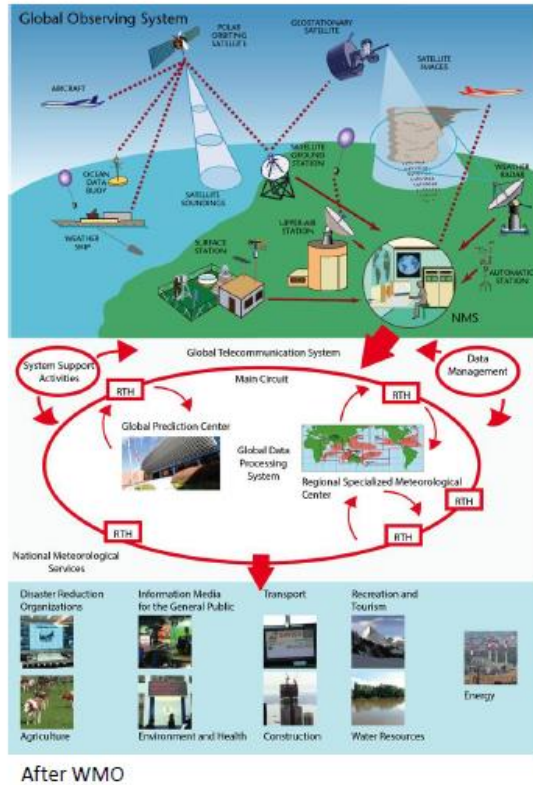 Global Observing System
POLAR
ORBITING
SATELLITE
GEOSTATIONARY
SATELLITE
SATELLITE
IMAGES
AIRCRAFT
OCEAN
DATA
BUOY
SATELLITE
SOUNDINGS
SATELLITE
GROUND
STATION
WEATHER
RADAR
WEATHER
SHIP
SURFACE
STATION
UPPER-AIR
STATION
AUTOMATIC
STATION
NMS
Global Telecommunication System
System Support
Activities
Data
Management
Main Circuit
RTH
RTH
Global Prediction Center
Global Data
Processing
System
Regional Specialized Meteorological
Center
RTH
RTH
RTH
National Meteorological
Services
Disaster Reduction
Organizations
Information Media
for the General Public
Transport
Recreation and
Tourism
Energy
Agriculture
Environment and Health
Construction
Water Resources
After WMO